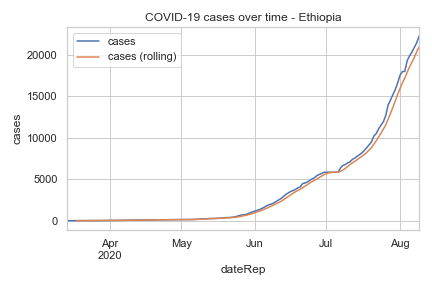 COVID-19 cases over time - Ethiopia
cases
cases (rolling)
20000
15000
10000
5000
0
cases
Apr
2020
May
Jun
Jul
Aug
dateRep